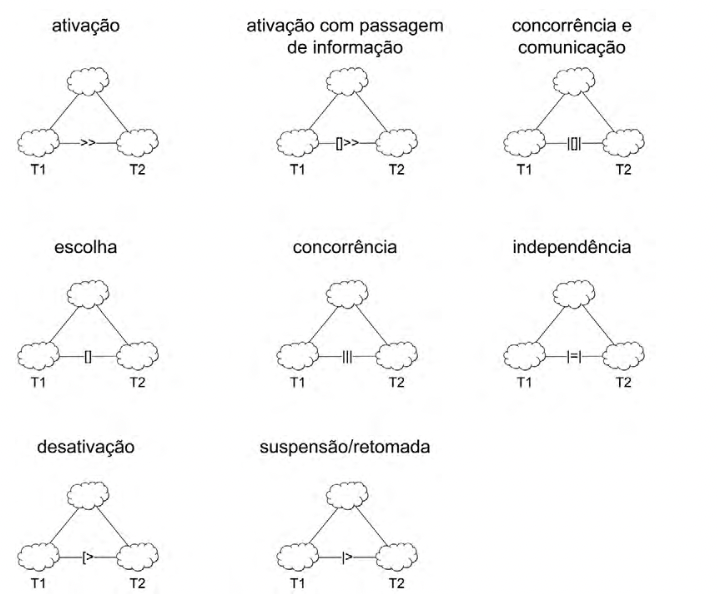 ativação
ativação com passagem
de informação
concorrência e
comunicação
>>
T1 T2
[]>>
T1 T2
|[]|
T1 T2
escolha
concorrência
independência
[]
T1 T2
|||
T1 T2
|=|
T1 T2
desativação
suspensão/retomada
[>
T1 T2
|>
T1 T2